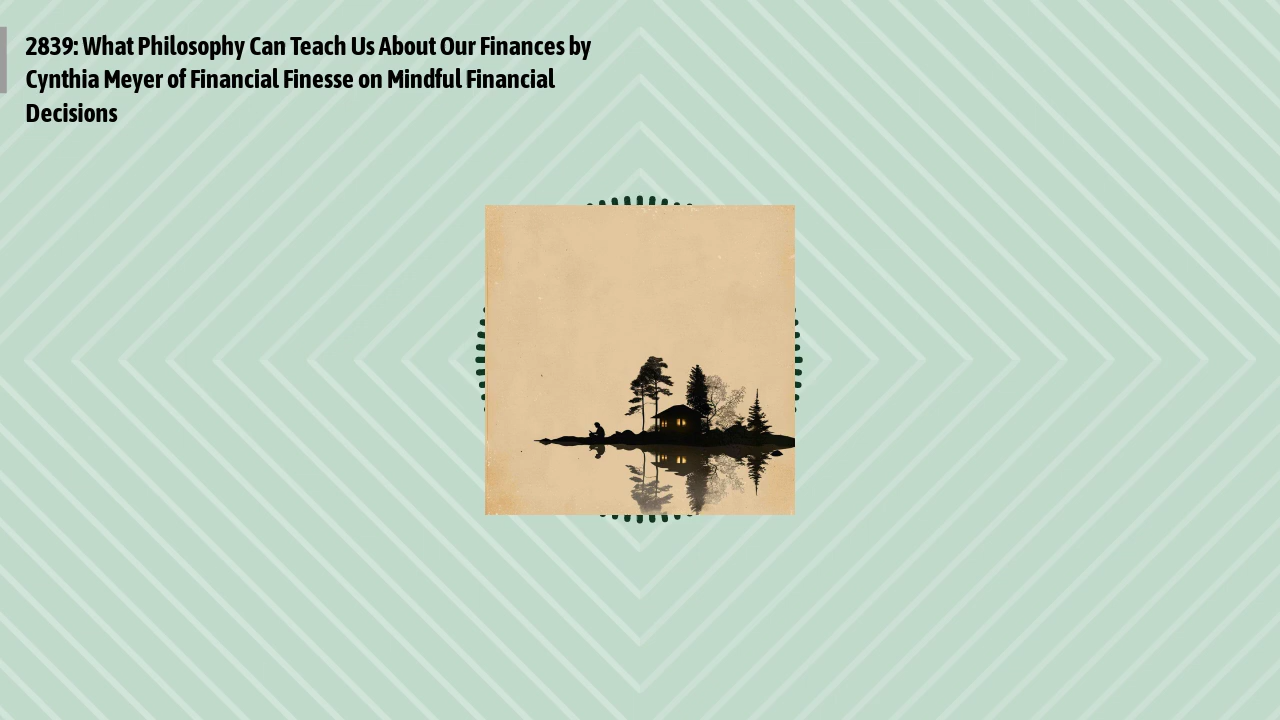 2839: What Philosophy Can Teach Us About Our Finances by
Cynthia Meyer of Financial Finesse on Mindful Financial
Decisions